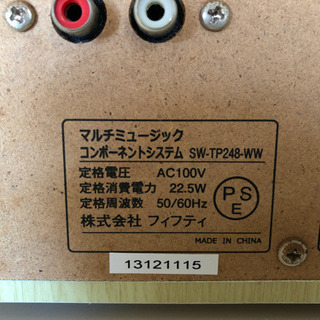 マルチミュージック
コンポーネントシステム SW-TP248-WW
定格電圧 AC100V
定格消費電力 22.5W
定格周波数 50/60Hz
株式会社 フィフティ
PSE
MADE IN CHINA
13121115